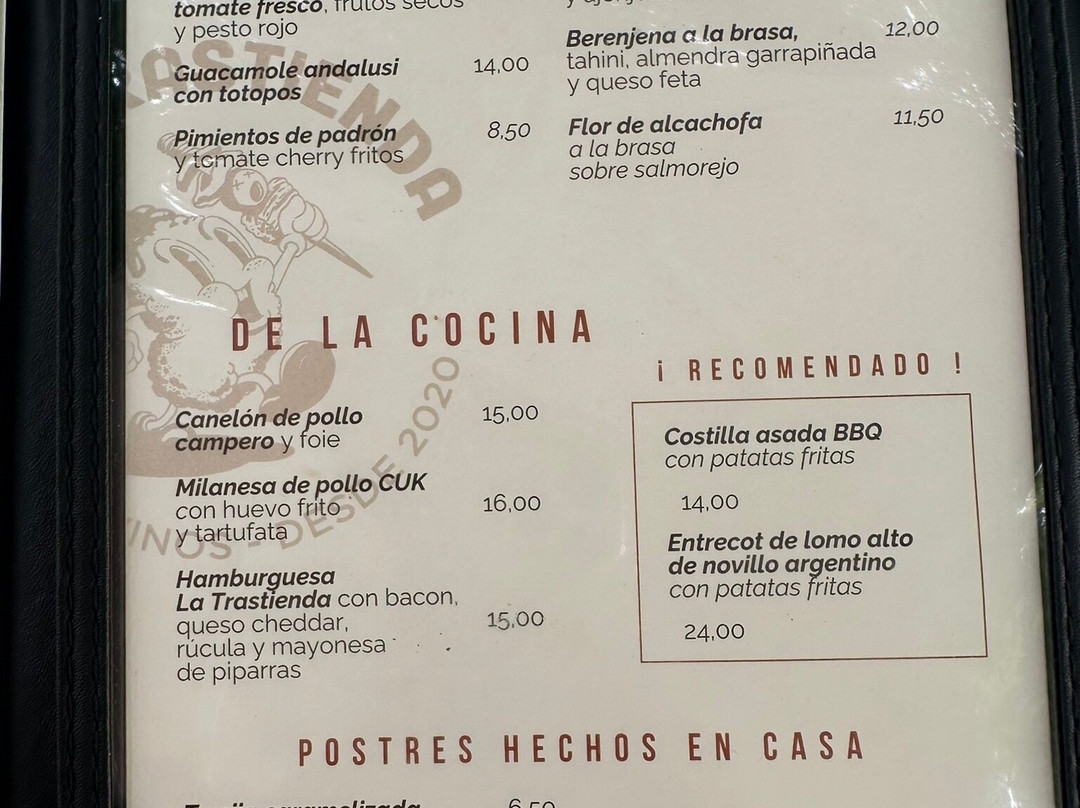 tomate fresco, frutos secos
y pesto rojo
Guacamole andalusi 14,00
con totopos
Pimientos de padrón 8,50
y tomate cherry fritos
Berenjena a la brasa, 12,00
tahini, almendra garrapiñada
y queso feta
Flor de alcachofa 11,50
a la brasa
sobre salmorejo
TRASTIENDA
DESDE 2020
DE LA COCINA
Canelón de pollo 15,00
campero y foie
Milanesa de pollo CUK
con huevo frito 16,00
y tartufata
Hamburguesa
La Trastienda con bacon,
queso cheddar, 15,00
rúcula y mayonesa
de piparras
¡ RECOMENDADO !
Costilla asada BBQ
con patatas fritas
14,00
Entrecot de lomo alto
de novillo argentino
con patatas fritas
24,00
POSTRES HECHOS EN CASA
6,50